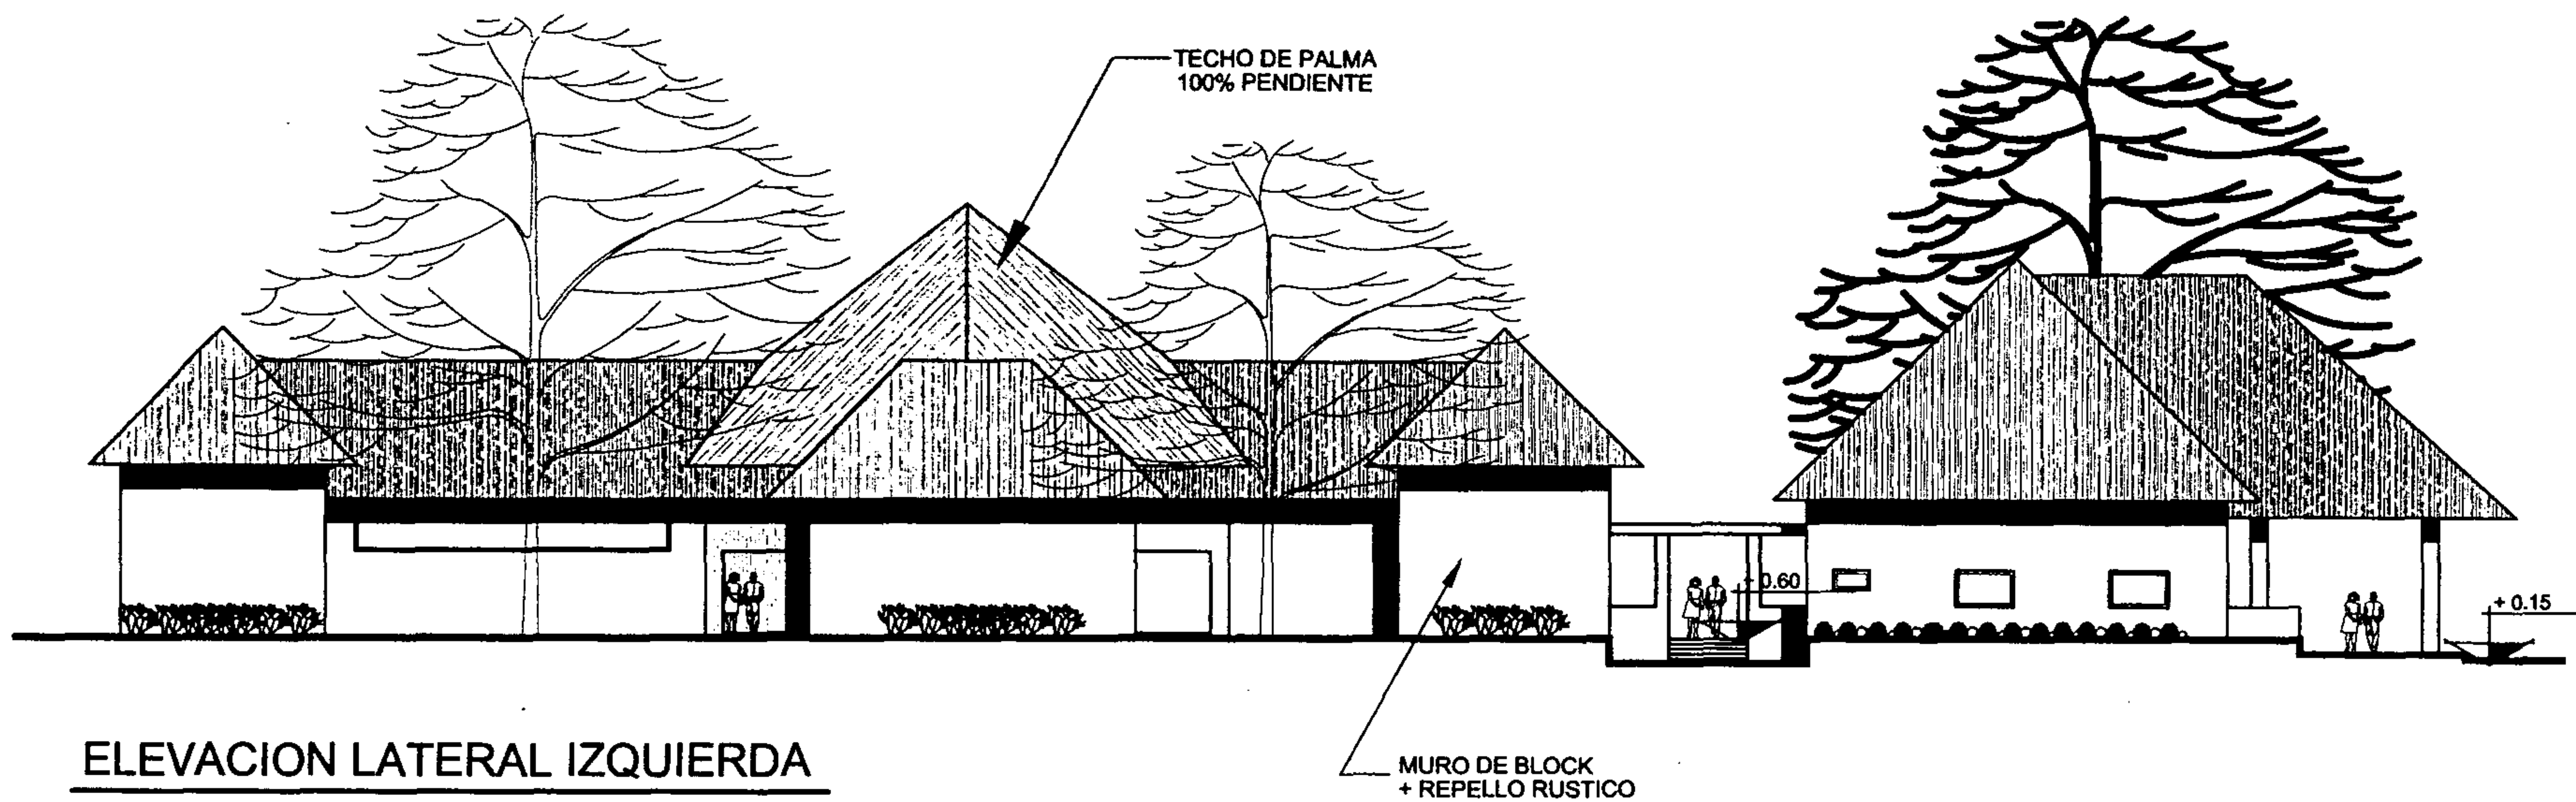 TECHO DE PALMA
100% PENDIENTE
0.60
+ 0.15
MURO DE BLOCK
+ REPELLO RUSTICO
ELEVACION LATERAL IZQUIERDA